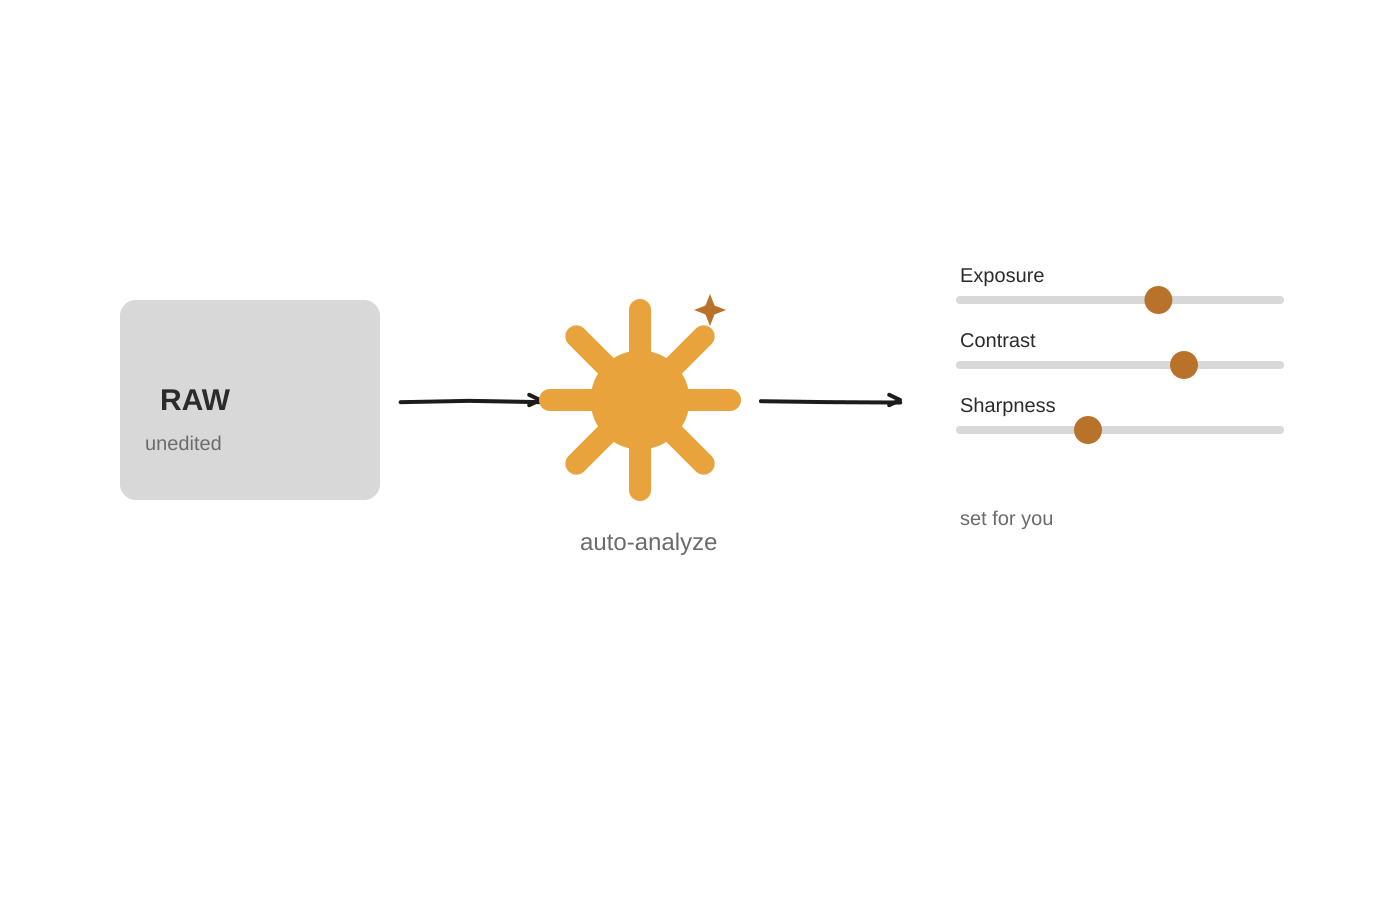 RAW
unedited
auto-analyze
Exposure
Contrast
Sharpness
set for you